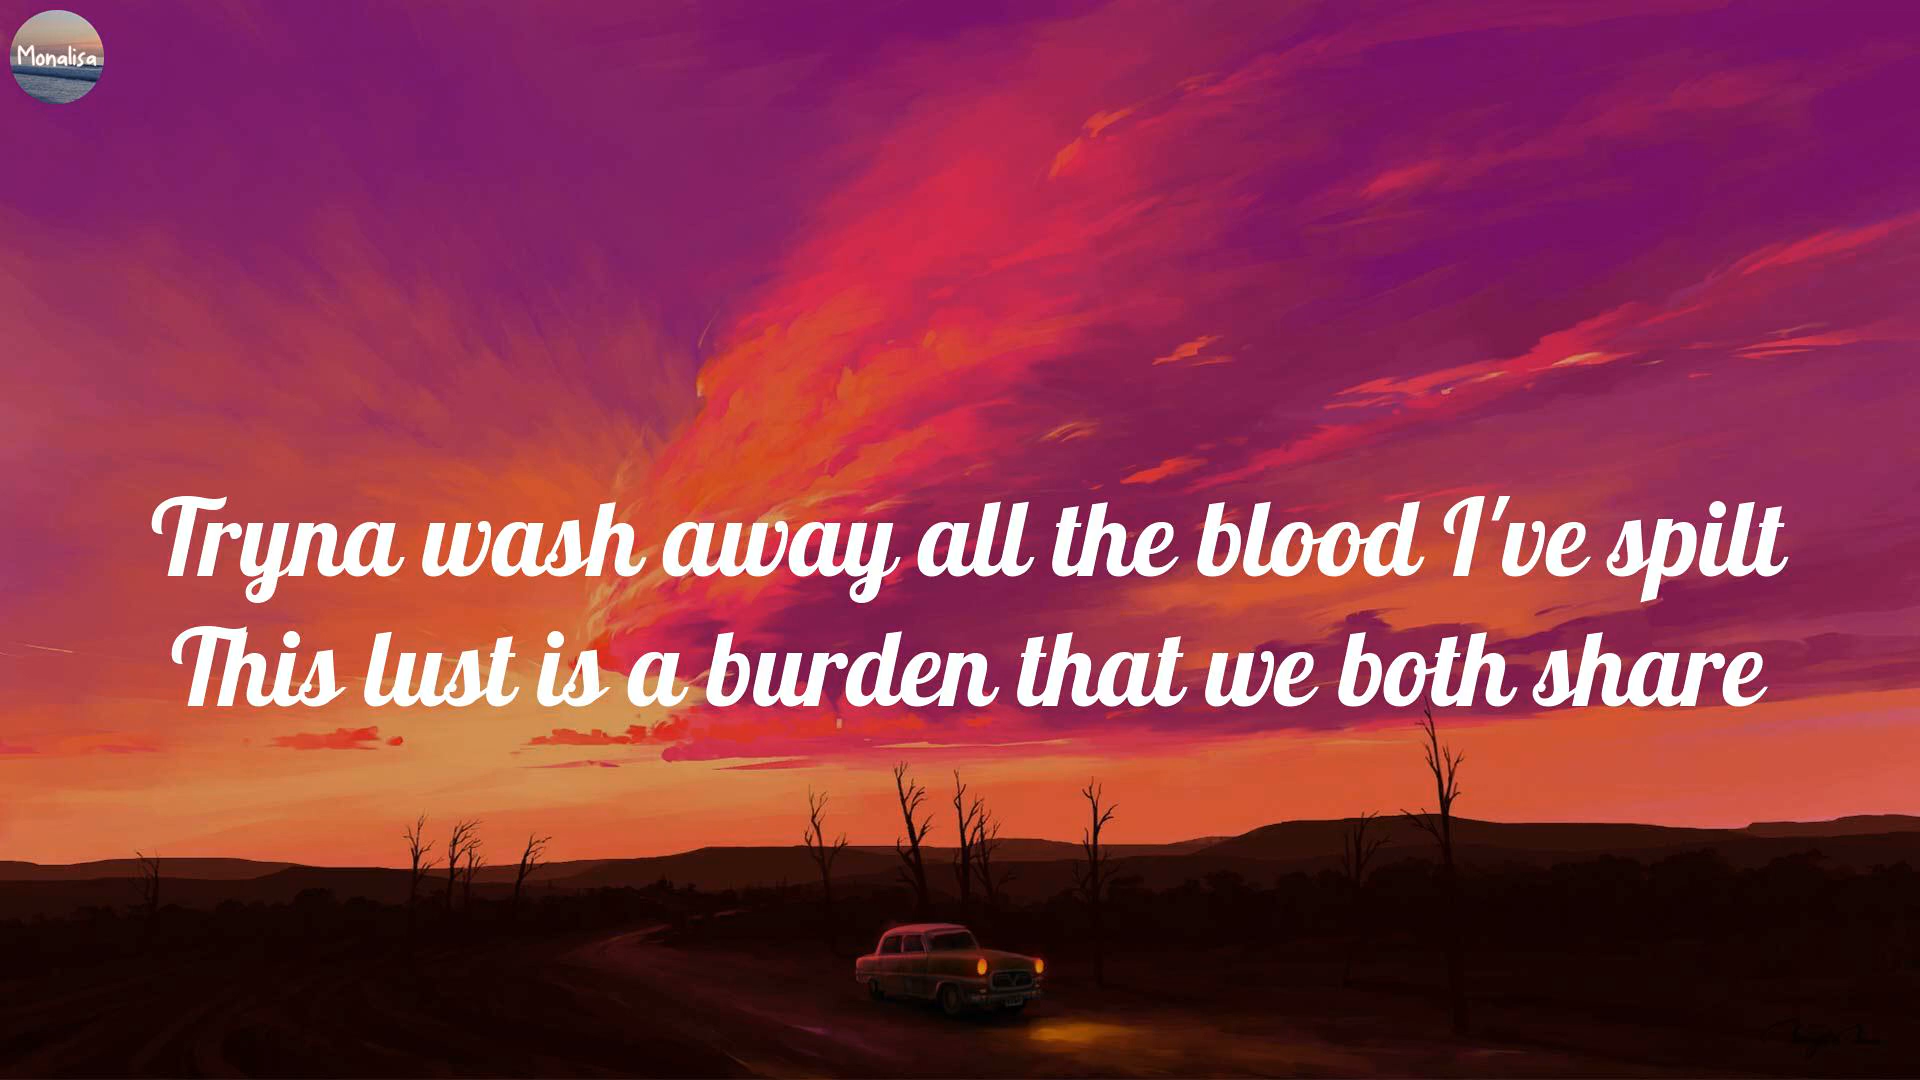 Monalisa
Tryna wash away all the blood I've spilt
This lust is a burden that we both share